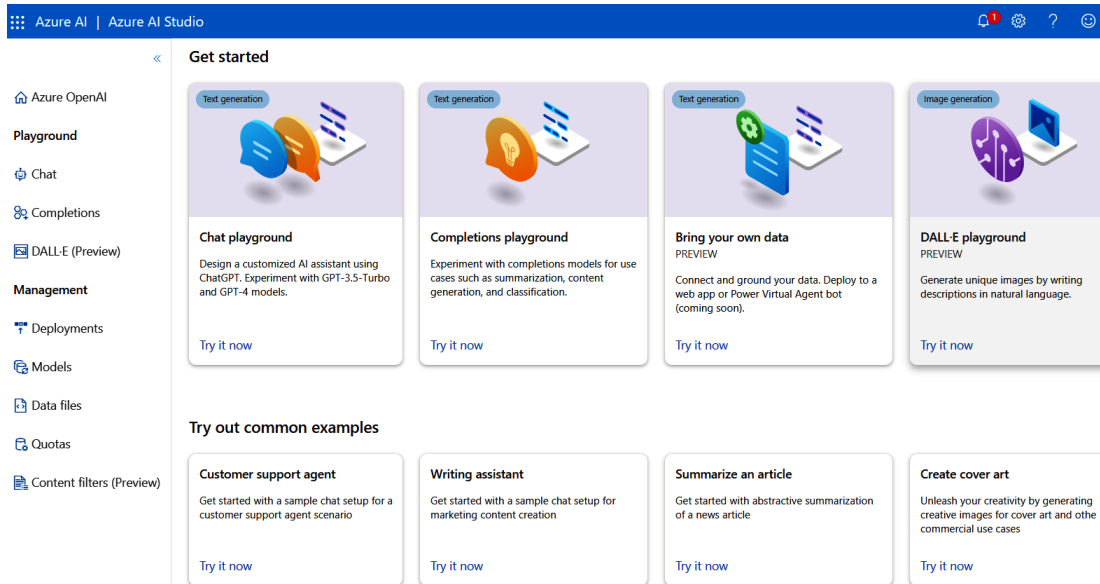 Azure AI | Azure AI Studio
1
Get started
Azure OpenAI
Playground
Chat
Completions
DALL·E (Preview)
Management
Deployments
Models
Data files
Quotas
Content filters (Preview)
Text generation
Chat playground
Design a customized AI assistant using
ChatGPT. Experiment with GPT-3.5-Turbo
and GPT-4 models.
Try it now
Text generation
Completions playground
Experiment with completions models for use
cases such as summarization, content
generation, and classification.
Try it now
Text generation
Bring your own data
PREVIEW
Connect and ground your data. Deploy to a
web app or Power Virtual Agent bot
(coming soon).
Try it now
Image generation
DALL·E playground
PREVIEW
Generate unique images by writing
descriptions in natural language.
Try it now
Try out common examples
Customer support agent
Get started with a sample chat setup for a
customer support agent scenario
Try it now
Writing assistant
Get started with a sample chat setup for
marketing content creation
Try it now
Summarize an article
Get started with abstractive summarization
of a news article
Try it now
Create cover art
Unleash your creativity by generating
creative images for cover art and othe
commercial use cases
Try it now